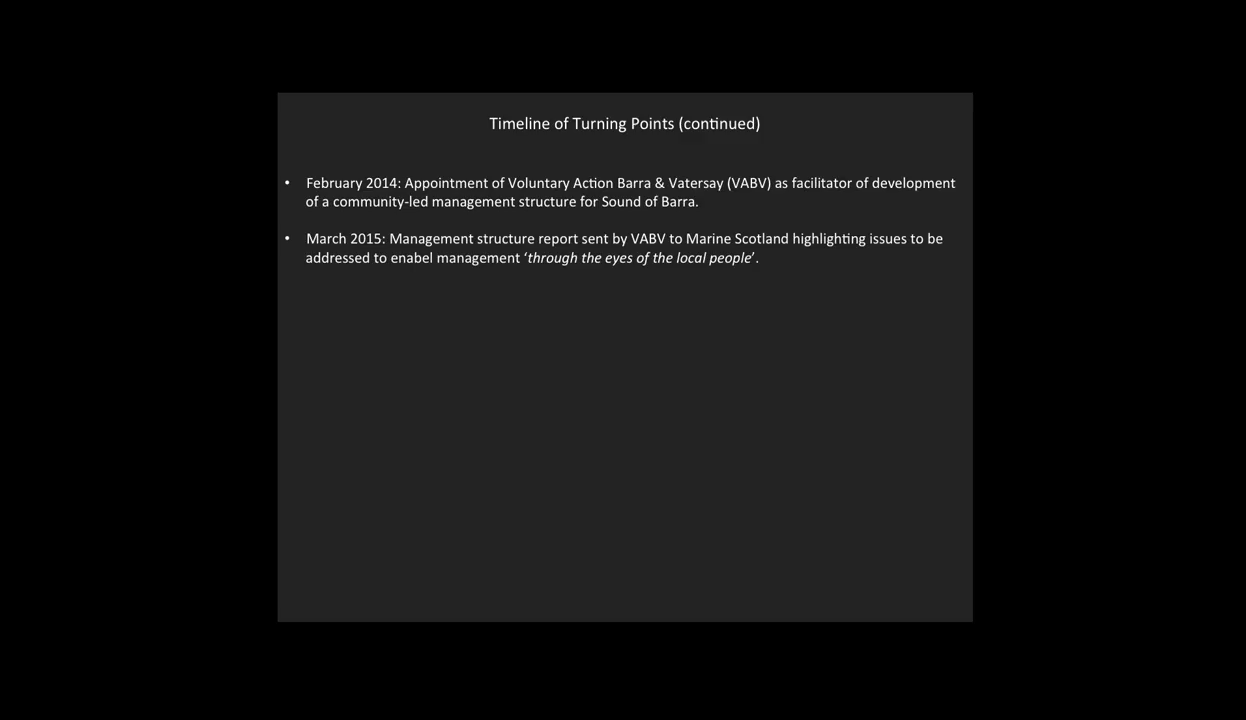 Timeline of Turning Points (continued)
• February 2014: Appointment of Voluntary Action Barra & Vatersay (VABV) as facilitator of development
of a community-led management structure for Sound of Barra.
• March 2015: Management structure report sent by VABV to Marine Scotland highlighting issues to be
addressed to enabel management ‘through the eyes of the local people’.